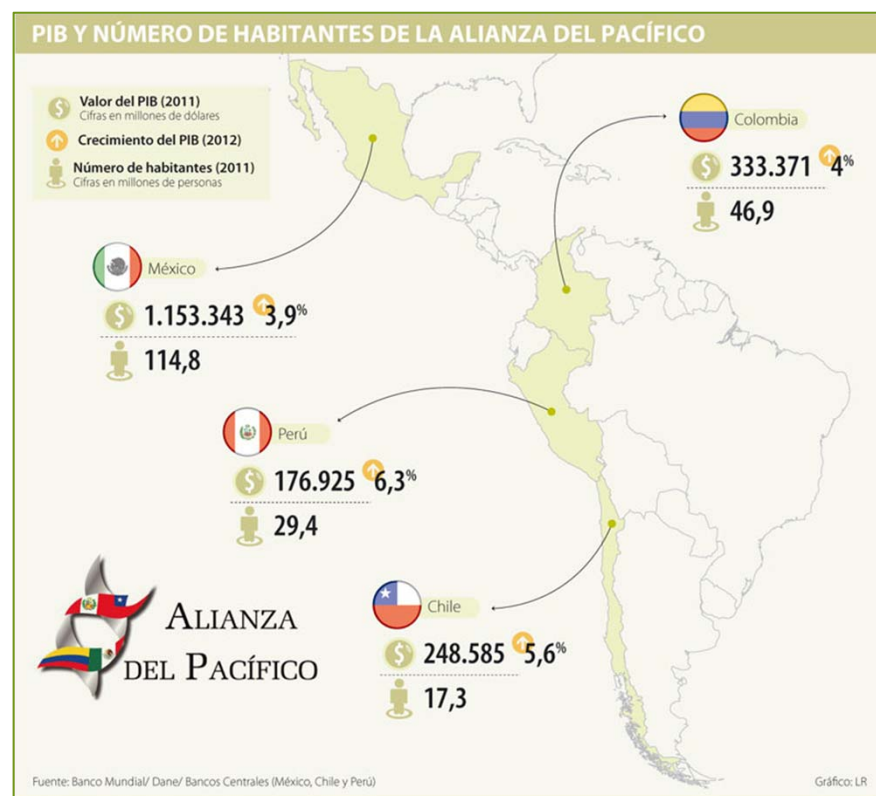 PIB Y NÚMERO DE HABITANTES DE LA ALIANZA DEL PACÍFICO
Valor del PIB (2011)
Cifras en millones de dólares
Crecimiento del PIB (2012)
Número de habitantes (2011)
Cifras en millones de personas
Colombia
333.371 4%
46,9
México
1.153.343 3,9%
114,8
Perú
176.925 6,3%
29,4
Chile
248.585 5,6%
17,3
ALIANZA
DEL PACÍFICO
Fuente: Banco Mundial/ Dane/ Bancos Centrales (México, Chile y Perú)
Gráfico: LR